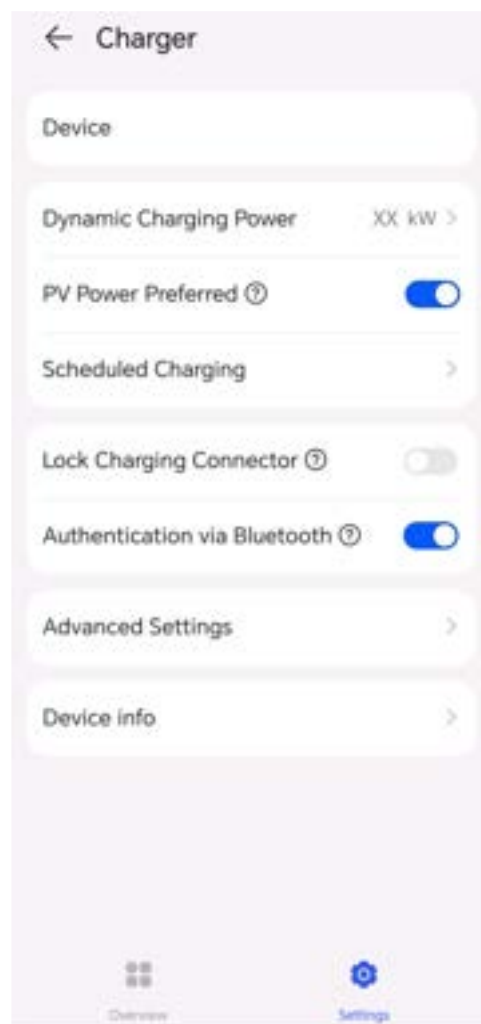 Charger
Device
Dynamic Charging Power XX kW
PV Power Preferred
Scheduled Charging
Lock Charging Connector
Authentication via Bluetooth
Advanced Settings
Device info
Overview
Settings